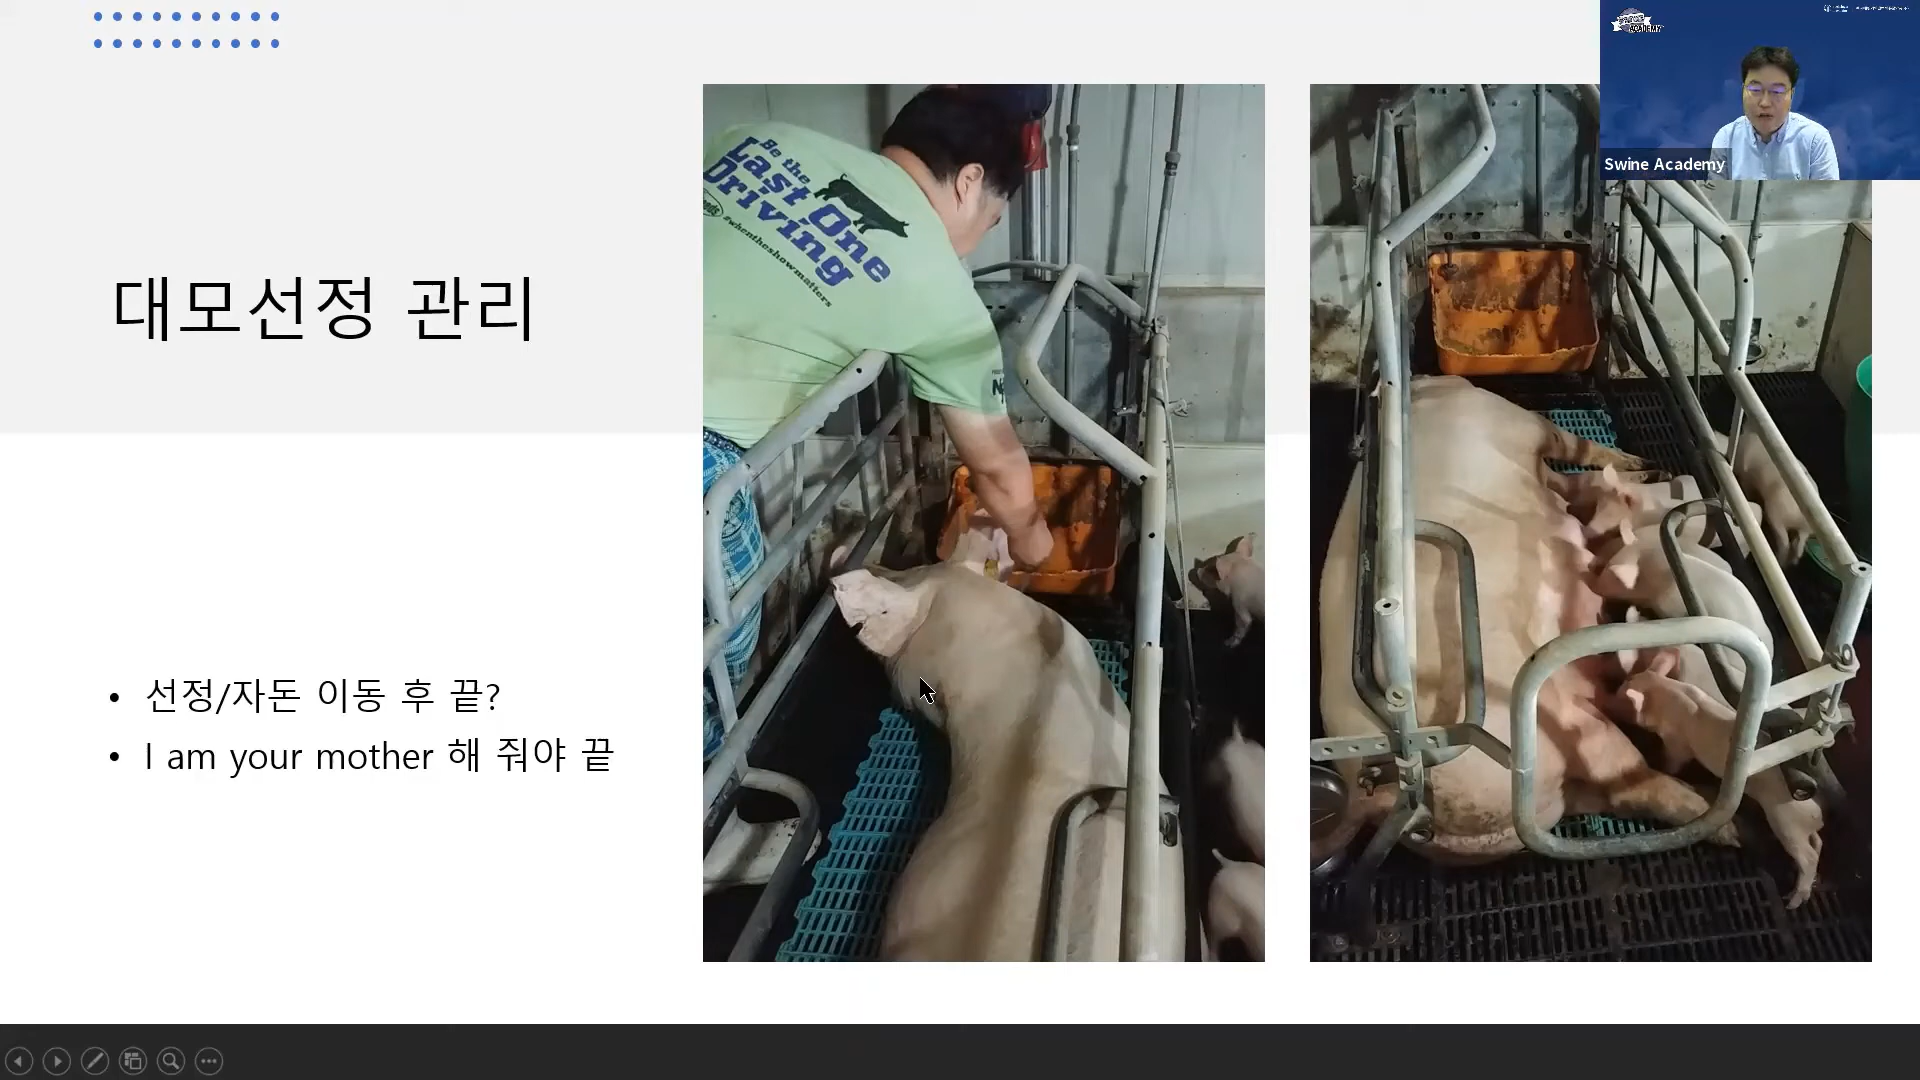 대모선정 관리
• 선정/자돈 이동 후 끝?
• I am your mother 해 줘야 끝
Be the
Last One
Driving
#whentheshowmatters
ACADEMY
Swine Academy